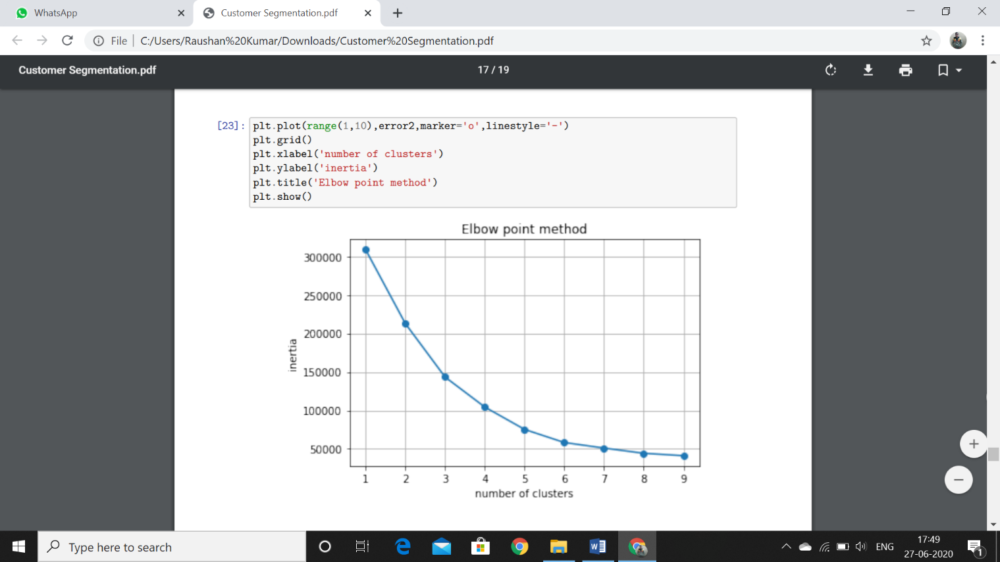 WhatsApp
Customer Segmentation.pdf
File
C:/Users/Raushan%20Kumar/Downloads/Customer%20Segmentation.pdf
Customer Segmentation.pdf
17 / 19
[23]: plt.plot(range(1,10),error2,marker='o',linestyle='-')
plt.grid()
plt.xlabel('number of clusters')
plt.ylabel('inertia')
plt.title('Elbow point method')
plt.show()
Elbow point method
300000
250000
200000
150000
100000
50000
inertia
1 2 3 4 5 6 7 8 9
number of clusters
Type here to search
ENG
17:49
27-06-2020
1